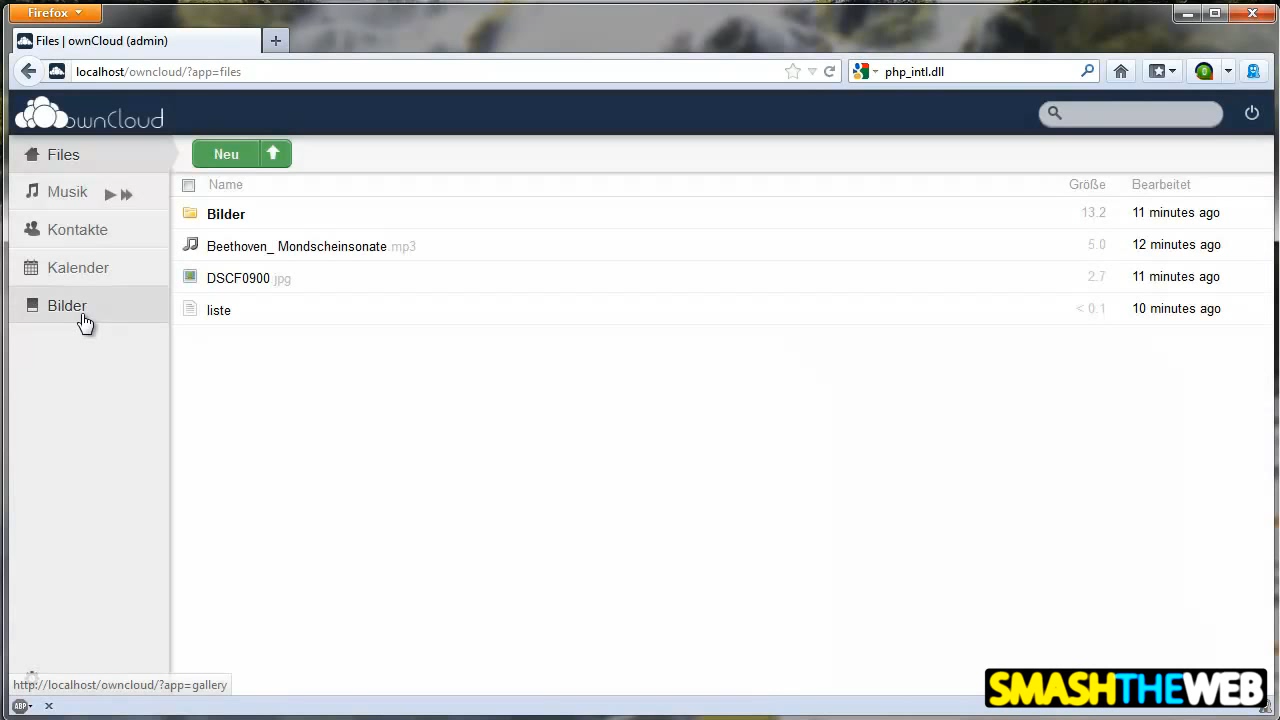 Firefox
Files | ownCloud (admin)
localhost/owncloud/?app=files
php_intl.dll
ownCloud
Files
Neu
Musik
Name
Größe
Bearbeitet
Bilder
13.2
11 minutes ago
Kontakte
Beethoven_ Mondscheinsonate.mp3
5.0
12 minutes ago
Kalender
DSCF0900.jpg
2.7
11 minutes ago
Bilder
liste
< 0.1
10 minutes ago
http://localhost/owncloud/?app=gallery
ABP
SMASHTHEWEB